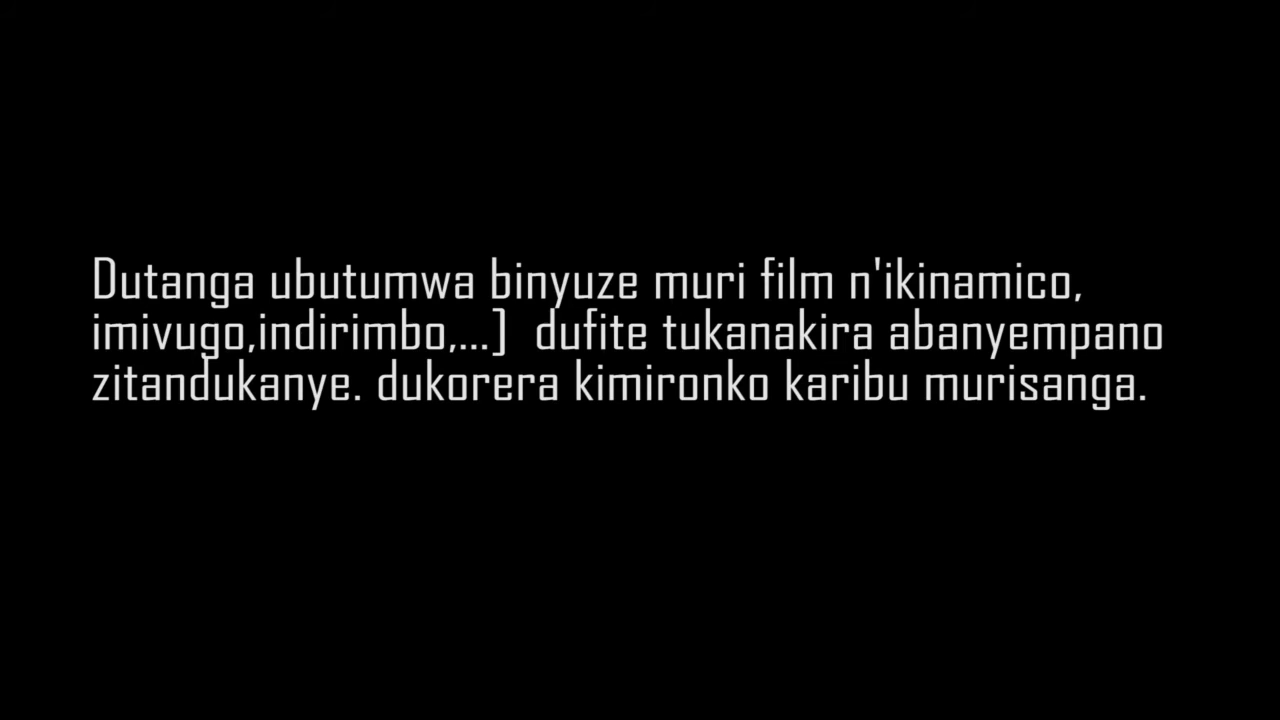 Dutanga ubutumwa binyuze muri film n'ikinamico,
imivugo,indirimbo,...]  dufite tukanakira abanyempano
zitandukanye. dukorera kimironko karibu murisanga.